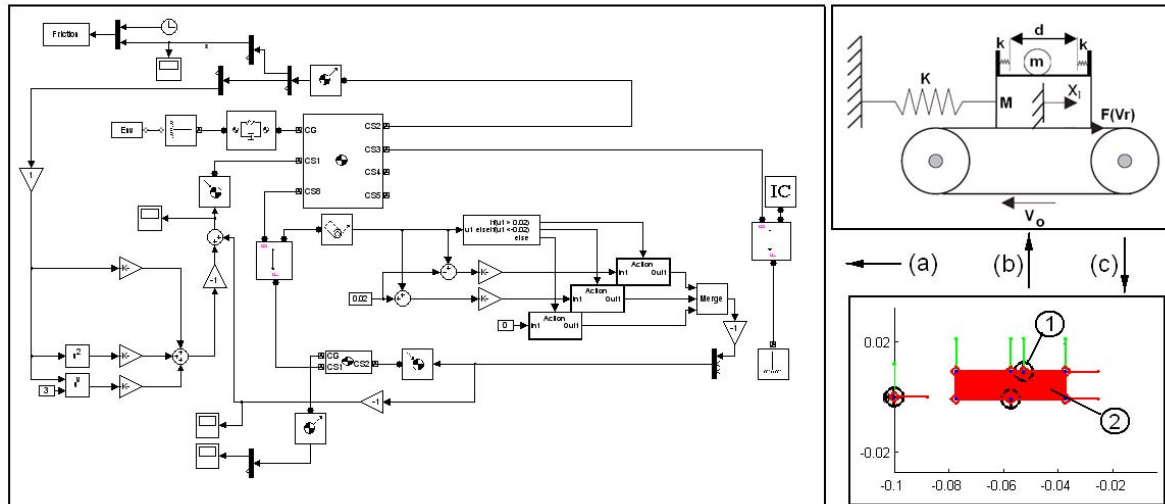 Friction
x
Env
CG
CS1
CS8
CS2
CS3
CS4
CS5
1
K-
K-
K-
u²
3
-1
B
F
0.02
K-
K-
0
if(u1 > 0.02)
u1 elseif(u1 <-0.02)
else
Action
In1 Out1
Action
In1 Out1
Action
In1 Out1
Merge
-1
-1
CG
CS1
CS2
IC
B
F
d
k
k
m
K
M
X₁
F(Vr)
V₀
(a)
(b)
(c)
1
2
0.02
0
-0.02
-0.1
-0.08
-0.06
-0.04
-0.02